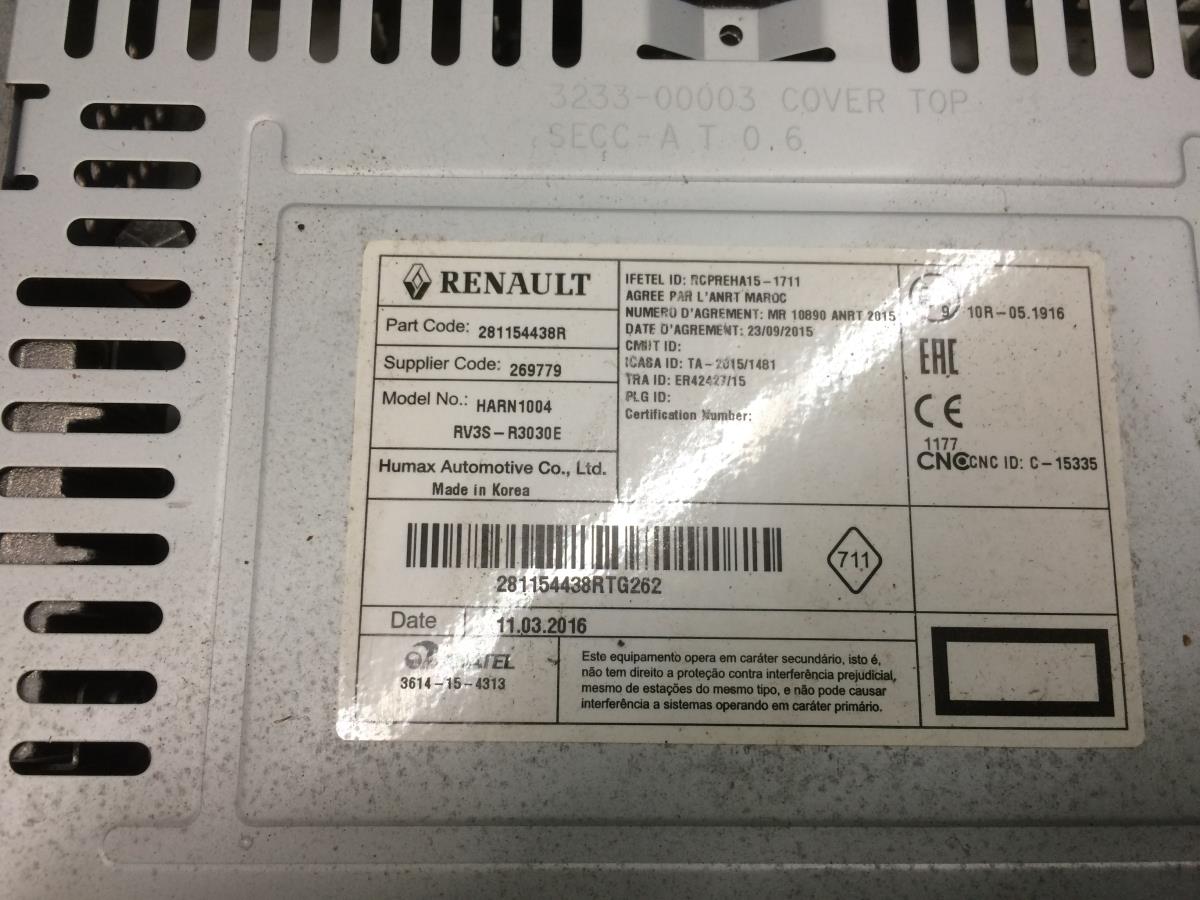 3233-00003 COVER TOP
SECC-A T 0.6
RENAULT
Part Code: 281154438R
Supplier Code: 269779
Model No.: HARN1004
RV3S-R3030E
Humax Automotive Co., Ltd.
Made in Korea
IFETEL ID: RCPREHA15-1711
AGREE PAR L'ANRT MAROC
NUMERO D'AGREMENT: MR 10890 ANRT 2015
DATE D'AGREMENT: 23/09/2015
CMIIT ID:
ICASA ID: TA-2015/1481
TRA ID: ER42427/15
PLG ID:
Certification Number:
9 10R-05.1916
EAC
CE
1177
CNC CNC ID: C-15335
281154438RTG262
711
Date 11.03.2016
3614-15-4313
Este equipamento opera em caráter secundário, isto é,
não tem direito a proteção contra interferência prejudicial,
mesmo de estações do mesmo tipo, e não pode causar
interferência a sistemas operando em caráter primário.